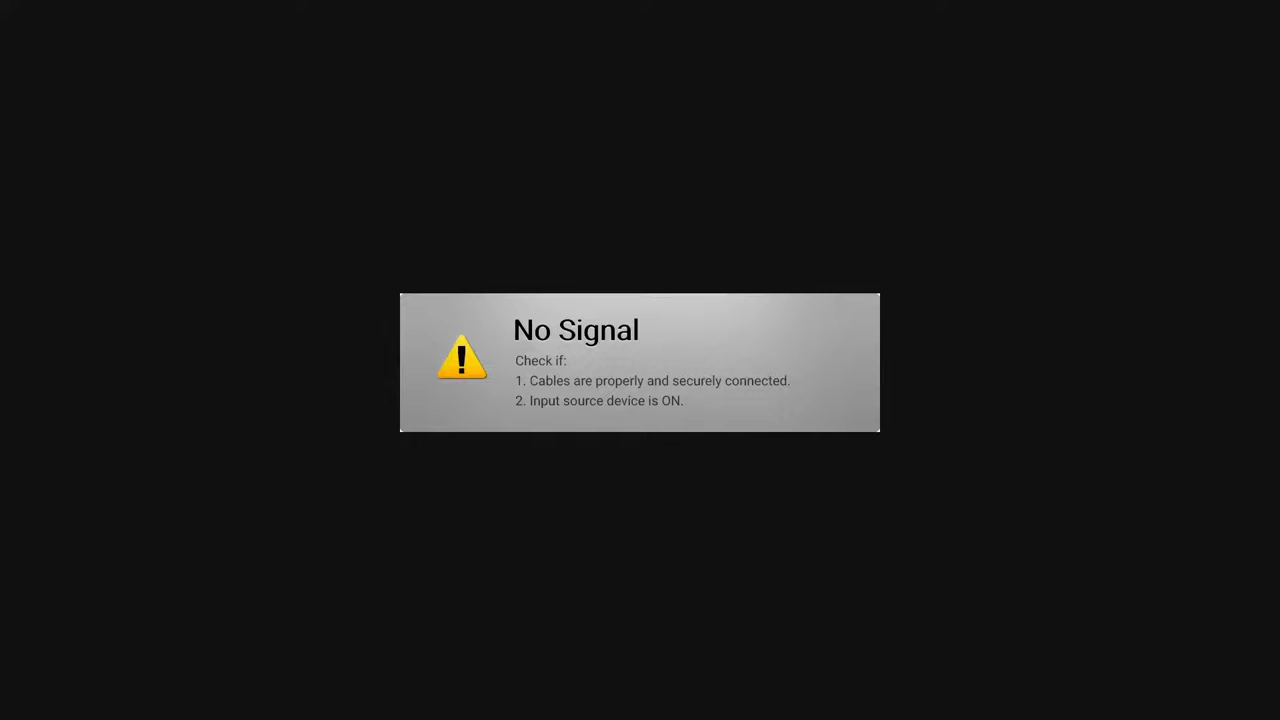 No Signal
Check if:
1. Cables are properly and securely connected.
2. Input source device is ON.